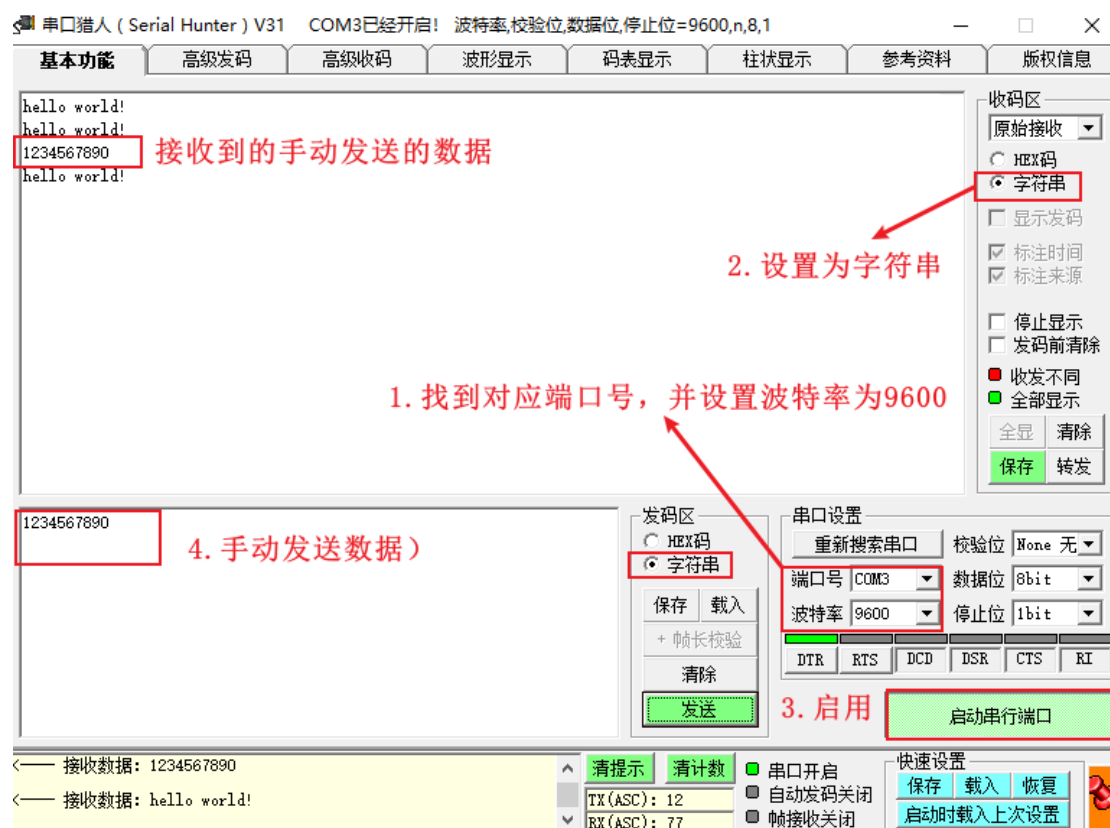 串口猎人 ( Serial Hunter ) V31 COM3已经开启! 波特率,校验位,数据位,停止位=9600,n,8,1
基本功能 高级发码 高级收码 波形显示 码表显示 柱状显示 参考资料 版权信息
hello world!
hello world!
1234567890 接收到的手动发送的数据
hello world!
收码区
原始接收
HEX码
字符串
显示发码
标注时间
标注来源
停止显示
发码前清除
收发不同
全部显示
全显 清除
保存 转发
2.设置为字符串
1.找到对应端口号，并设置波特率为9600
1234567890
4.手动发送数据）
发码区
HEX码
字符串
保存 载入
+ 帧长校验
清除
发送
串口设置
重新搜索串口 校验位 None 无
端口号 COM3 数据位 8bit
波特率 9600 停止位 1bit
DTR RTS DCD DSR CTS RI
3.启用 启动串行端口
<—— 接收数据: 1234567890
<—— 接收数据: hello world!
清提示 清计数
TX(ASC): 12
RX(ASC): 77
串口开启
自动发码关闭
帧接收关闭
快速设置
保存 载入 恢复
启动时载入上次设置